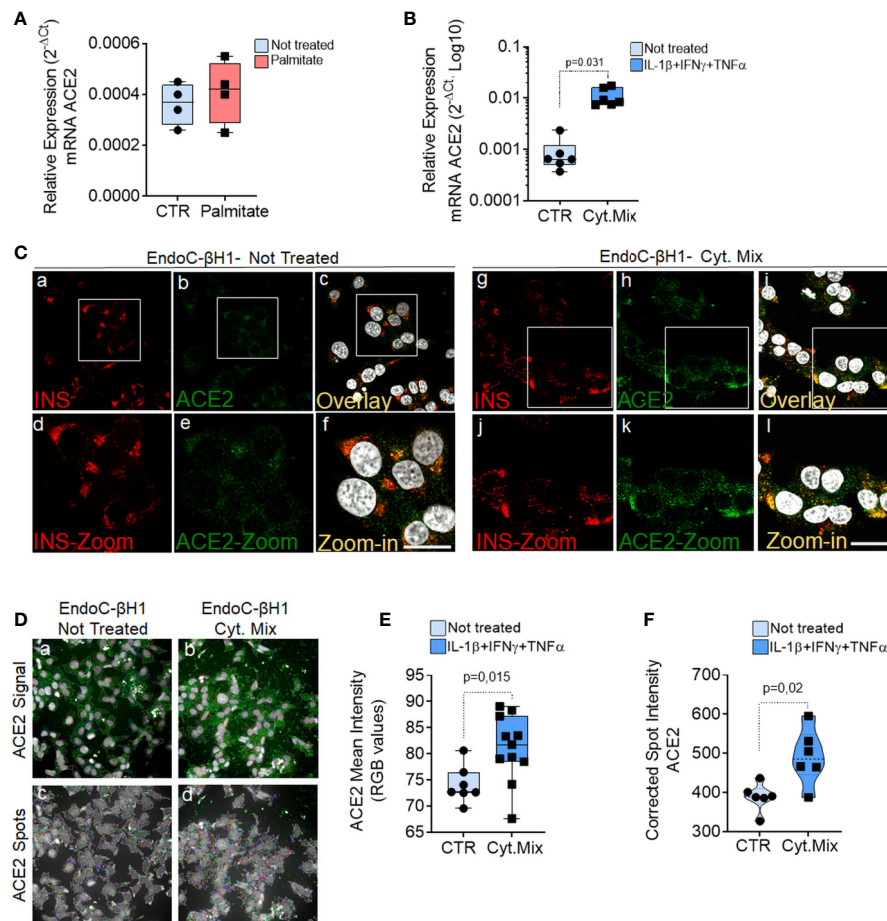 A
Relative Expression (2^-ΔCt)
mRNA ACE2
0.0006
0.0004
0.0002
0.0000
CTR
Palmitate
Not treated
Palmitate
B
Relative Expression
mRNA ACE2 (2^-ΔCt, Log10)
0.1
0.01
0.001
0.0001
p=0.031
CTR
Cyt.Mix
Not treated
IL-1β+IFNγ+TNFα
C
EndoC-βH1- Not Treated
a
b
c
INS
ACE2
Overlay
d
e
f
INS-Zoom
ACE2-Zoom
Zoom-in
EndoC-βH1- Cyt. Mix
g
h
i
INS
ACE2
Overlay
j
k
l
INS-Zoom
ACE2-Zoom
Zoom-in
D
EndoC-βH1
Not Treated
EndoC-βH1
Cyt. Mix
ACE2 Signal
a
b
ACE2 Spots
c
d
E
Not treated
IL-1β+IFNγ+TNFα
ACE2 Mean Intensity
(RGB values)
95
90
85
80
75
70
65
p=0,015
CTR
Cyt.Mix
F
Not treated
IL-1β+IFNγ+TNFα
Corrected Spot Intensity
ACE2
700
600
500
400
300
p=0,02
CTR
Cyt.Mix